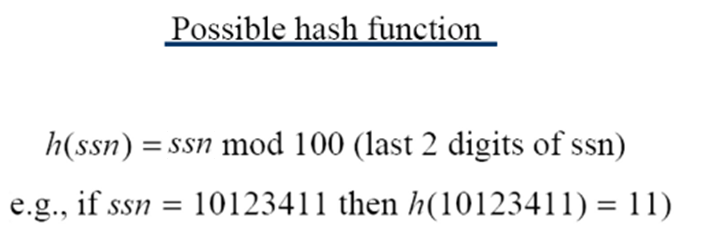 Possible hash function
h(ssn) = ssn mod 100 (last 2 digits of ssn)
e.g., if ssn = 10123411 then h(10123411) = 11)